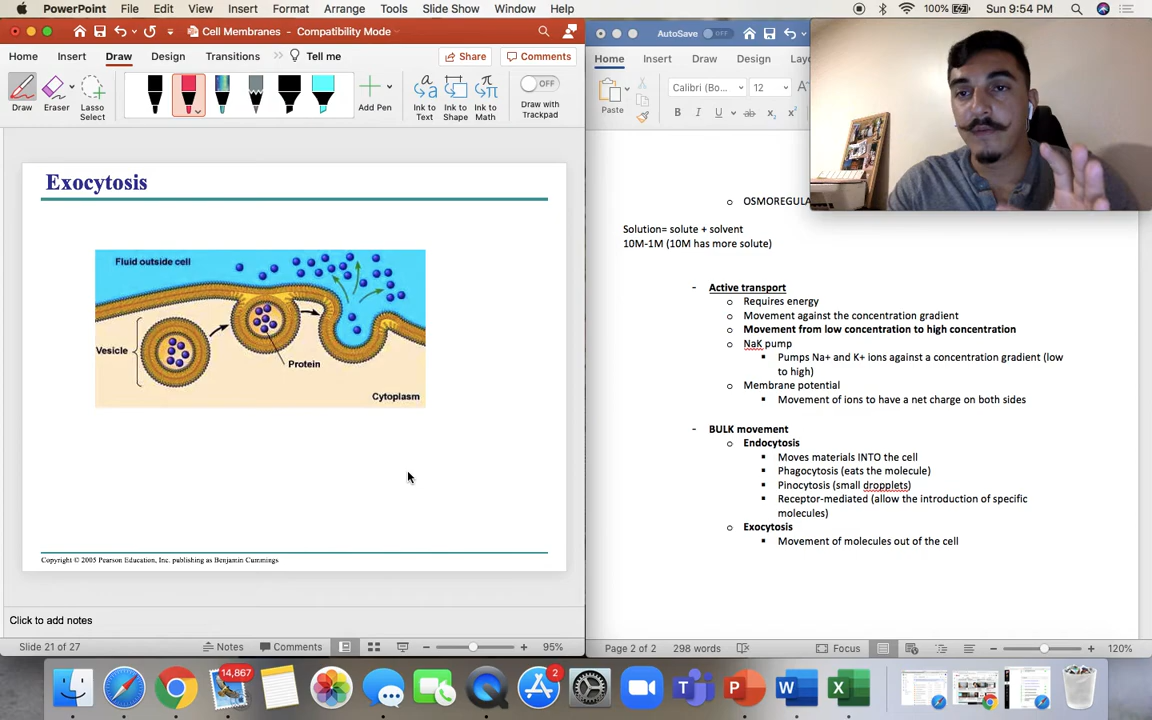 PowerPoint File Edit View Insert Format Arrange Tools Slide Show Window Help 100% Sun 9:54 PM
Cell Membranes - Compatibility Mode
Home Insert Draw Design Transitions Tell me Share Comments
Draw Eraser Lasso Select Add Pen Ink to Text Ink to Shape Ink to Math OFF Draw with Trackpad
Exocytosis
Fluid outside cell
Vesicle
Protein
Cytoplasm
Copyright © 2005 Pearson Education, Inc. publishing as Benjamin Cummings
Click to add notes
Slide 21 of 27 Notes Comments 95%
AutoSave OFF
Home Insert Draw Design
Paste Calibri (Bo... 12
B I U ab x₂ x²
Solution= solute + solvent
10M-1M (10M has more solute)
- Active transport
o Requires energy
o Movement against the concentration gradient
o Movement from low concentration to high concentration
o NaK pump
▪ Pumps Na+ and K+ ions against a concentration gradient (low
to high)
o Membrane potential
▪ Movement of ions to have a net charge on both sides
- BULK movement
o Endocytosis
▪ Moves materials INTO the cell
▪ Phagocytosis (eats the molecule)
▪ Pinocytosis (small dropplets)
▪ Receptor-mediated (allow the introduction of specific
molecules)
o Exocytosis
▪ Movement of molecules out of the cell
Page 2 of 2 298 words Focus 120%
14,867
2